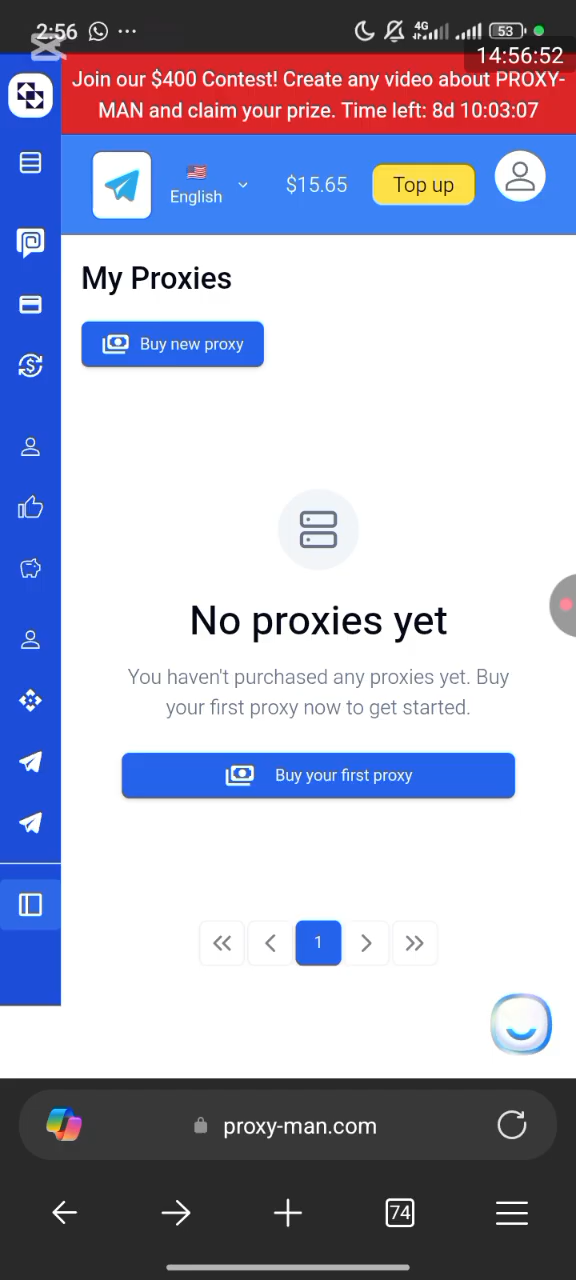 2:56
4G
53
14:56:52
Join our $400 Contest! Create any video about PROXY-
MAN and claim your prize. Time left: 8d 10:03:07
English
$15.65
Top up
My Proxies
Buy new proxy
No proxies yet
You haven't purchased any proxies yet. Buy
your first proxy now to get started.
Buy your first proxy
1
proxy-man.com
74